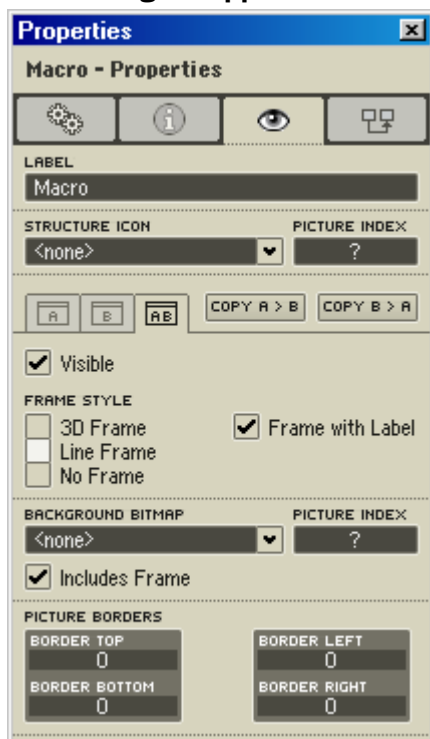 Properties
Macro - Properties
LABEL
Macro
STRUCTURE ICON PICTURE INDEX
<none> ?
A B AB COPY A > B COPY B > A
Visible
FRAME STYLE
3D Frame Frame with Label
Line Frame
No Frame
BACKGROUND BITMAP PICTURE INDEX
<none> ?
Includes Frame
PICTURE BORDERS
BORDER TOP BORDER LEFT
0 0
BORDER BOTTOM BORDER RIGHT
0 0